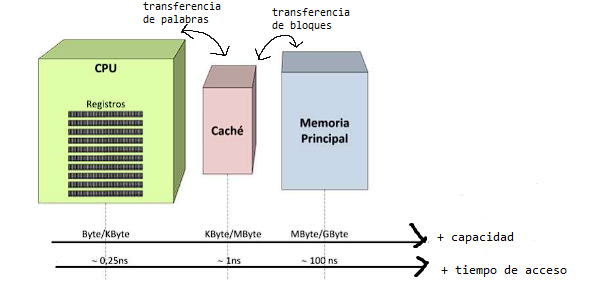 transferencia
de palabras
transferencia
de bloques
CPU
Registros
Caché
Memoria
Principal
Byte/KByte
KByte/MByte
MByte/GByte
+ capacidad
~ 0,25ns
~ 1ns
~ 100 ns
+ tiempo de acceso